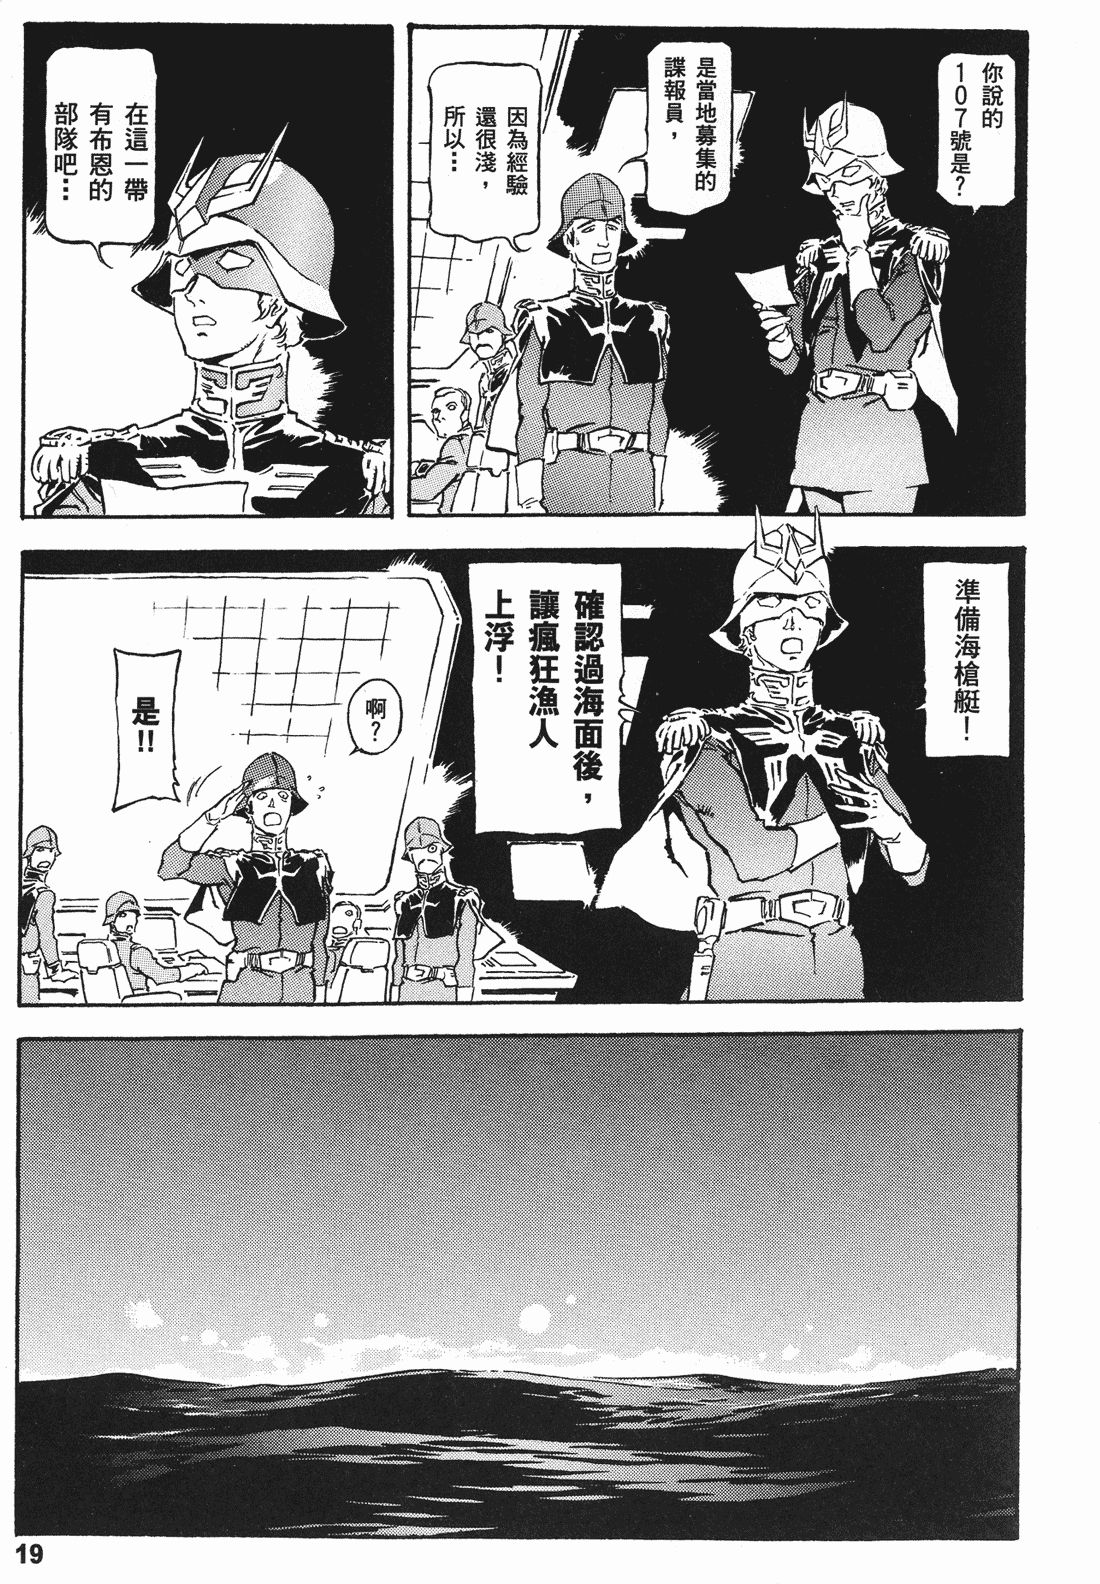 你說的
107號是?
是當地募集的
諜報員，
因為經驗
還很淺，
所以…
在這一帶
有布恩的
部隊吧…
準備海槍艇!
確認過海面後，
讓瘋狂漁人
上浮!
啊?
是!!
19